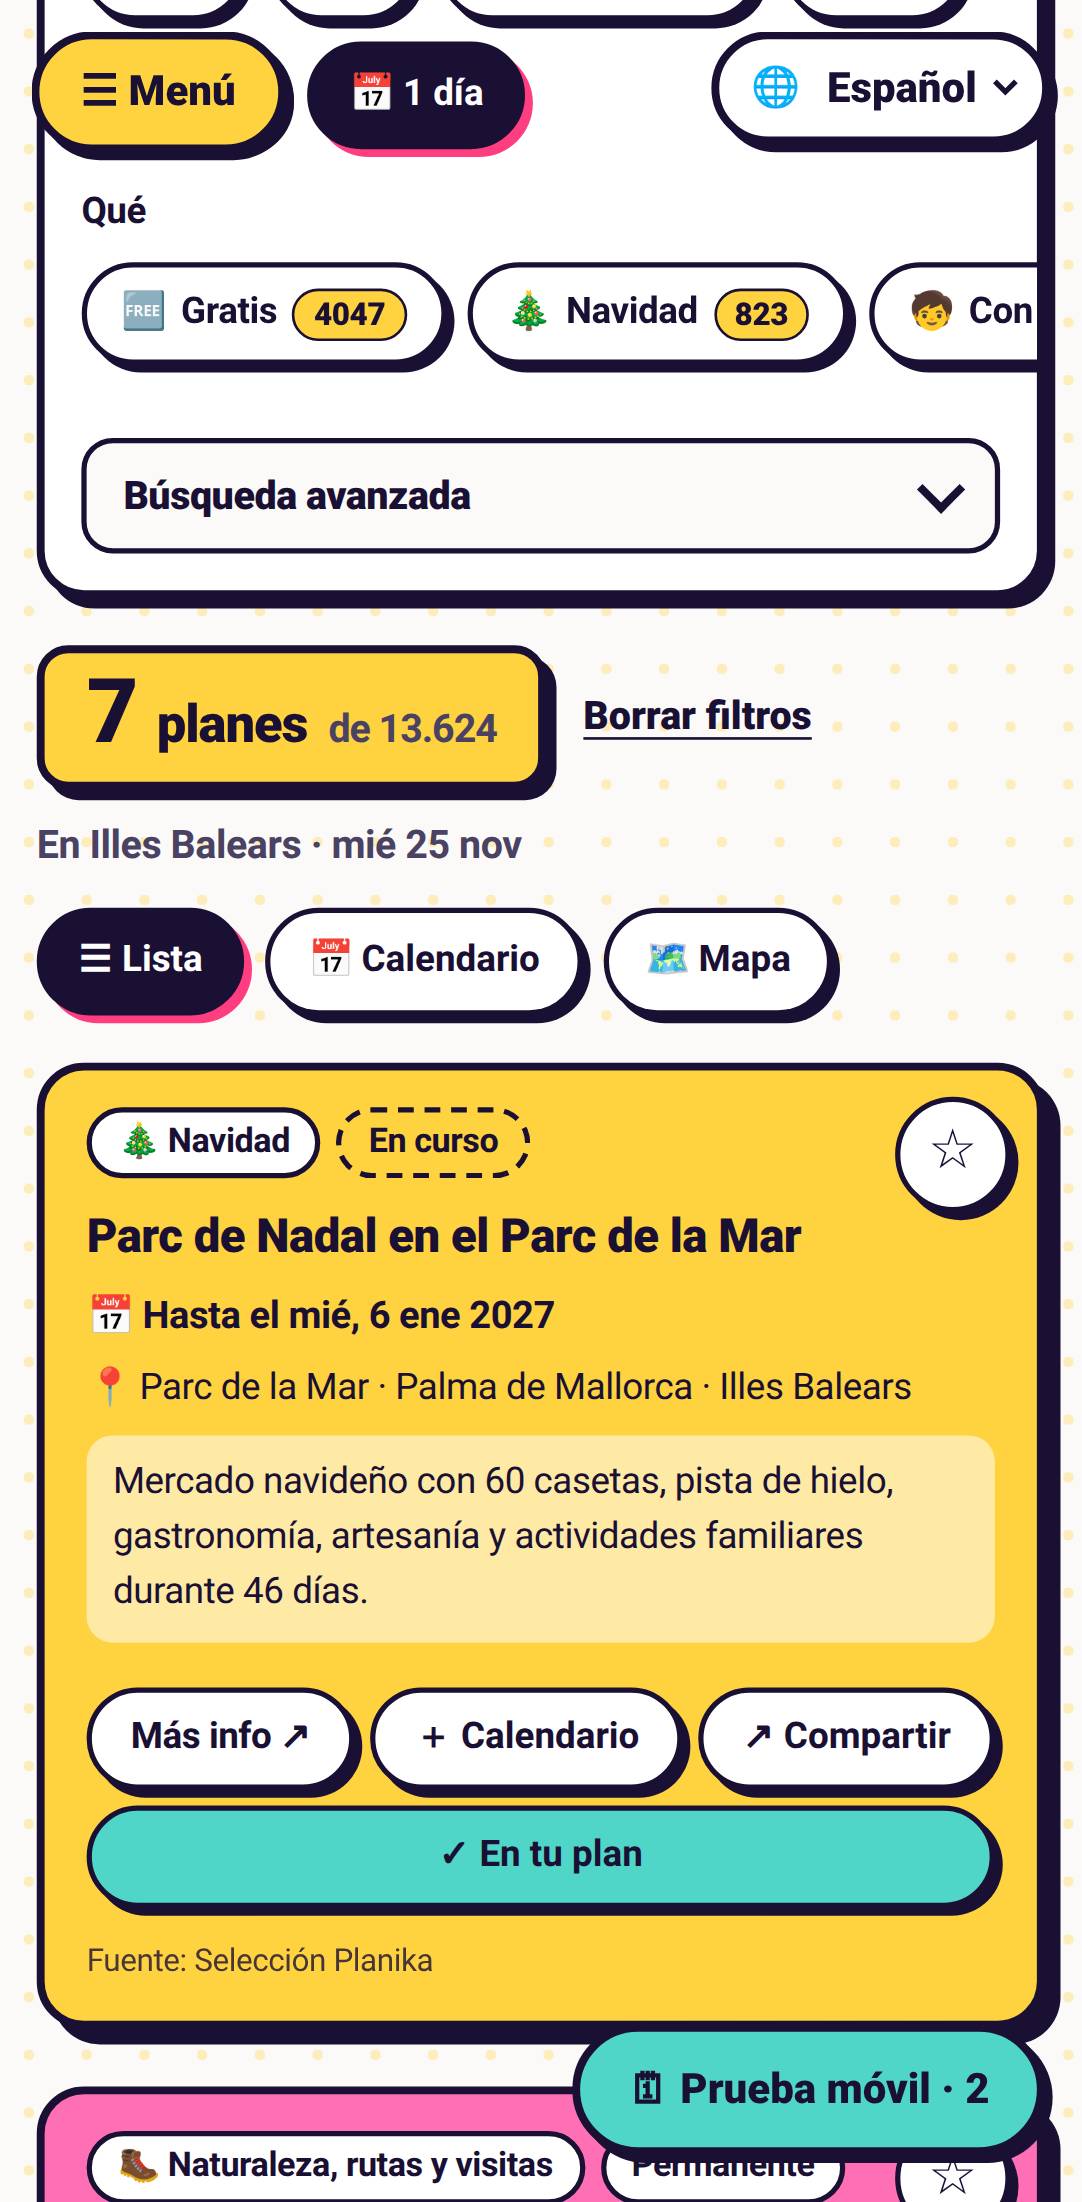 ☰ Menú
📅 1 día
🌐 Español
Qué
🆓 Gratis 4047
🎄 Navidad 823
🧒 Con
Búsqueda avanzada
7 planes de 13.624
Borrar filtros
En Illes Balears · mié 25 nov
☰ Lista
📅 Calendario
🗺️ Mapa
🎄 Navidad
En curso
☆
Parc de Nadal en el Parc de la Mar
📅 Hasta el mié, 6 ene 2027
📍 Parc de la Mar · Palma de Mallorca · Illes Balears
Mercado navideño con 60 casetas, pista de hielo,
gastronomía, artesanía y actividades familiares
durante 46 días.
Más info ↗
+ Calendario
↗ Compartir
✓ En tu plan
Fuente: Selección Planika
🗓 Prueba móvil · 2
🥾 Naturaleza, rutas y visitas
Permanente
☆